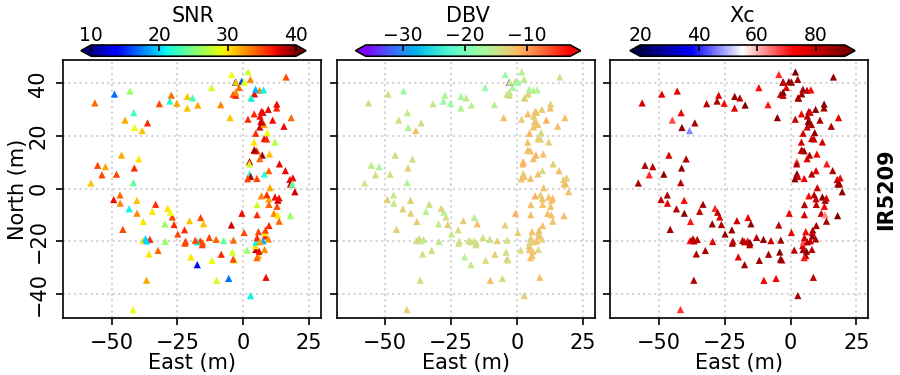 SNR DBV Xc
10 20 30 40 −30 −20 −10 20 40 60 80
North (m)
40
20
0
−20
−40
IR5209
−50 −25 0 25 −50 −25 0 25 −50 −25 0 25
East (m) East (m) East (m)